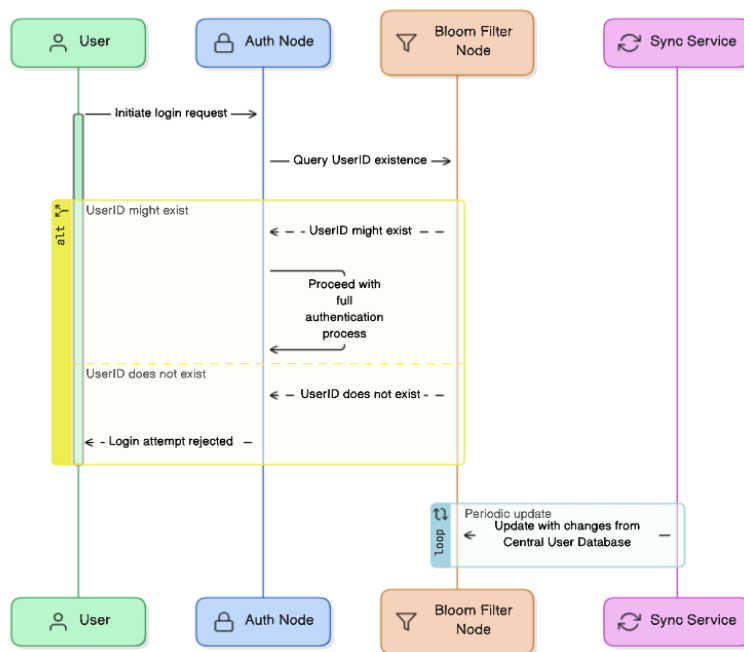 User
Auth Node
Bloom Filter
Node
Sync Service
Initiate login request
Query UserID existence
alt
UserID might exist
UserID might exist
Proceed with
full
authentication
process
UserID does not exist
UserID does not exist
Login attempt rejected
loop
Periodic update
Update with changes from
Central User Database
User
Auth Node
Bloom Filter
Node
Sync Service